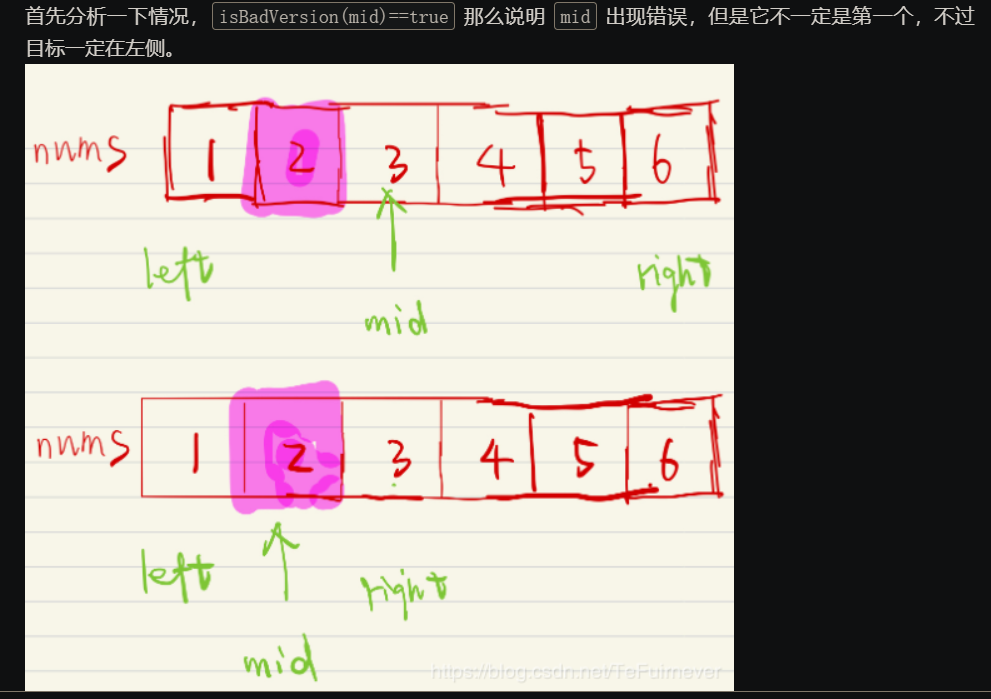 首先分析一下情况， isBadVersion(mid)==true 那么说明 mid 出现错误，但是它不一定是第一个，不过
目标一定在左侧。
nums 1 2 3 4 5 6
left right
mid
nums 1 2 3 4 5 6
left right
mid
https://blog.csdn.net/TeFuirnever